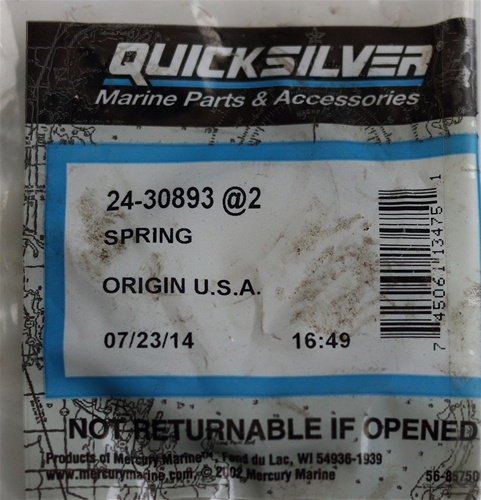 QUICKSILVER
Marine Parts & Accessories
24-30893 @2
SPRING
ORIGIN U.S.A.
07/23/14 16:49
7 45061 13475 1
NOT RETURNABLE IF OPENED
Products of Mercury Marine™, Fond du Lac, WI 54936-1939
www.mercurymarine.com, © 2002 Mercury Marine